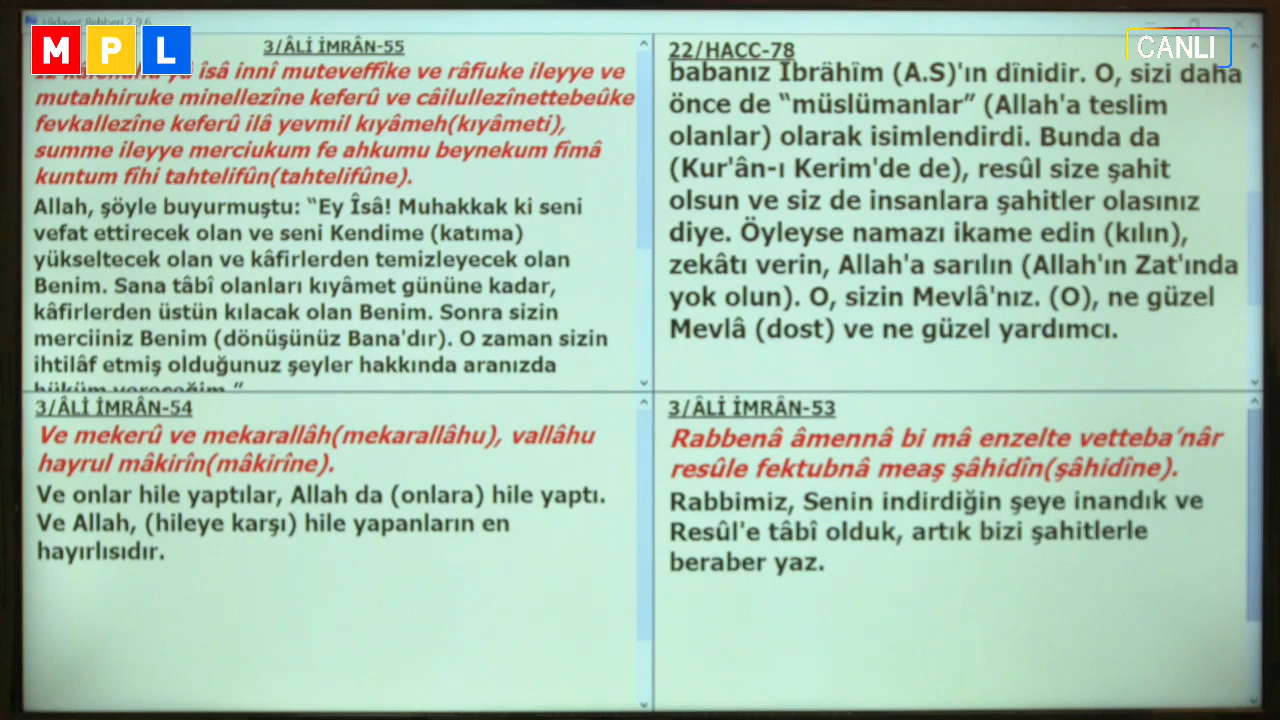 Hidayet Rehberi 2.9.6
MPL
CANLI
3/ÂLİ İMRÂN-55
yâ îsâ innî muteveffîke ve râfiuke ileyye ve
mutahhiruke minellezîne keferû ve câilullezînettebeûke
fevkallezîne keferû ilâ yevmil kıyâmeh(kıyâmeti),
summe ileyye merciukum fe ahkumu beynekum fîmâ
kuntum fîhi tahtelifûn(tahtelifûne).
Allah, şöyle buyurmuştu: “Ey Îsâ! Muhakkak ki seni
vefat ettirecek olan ve seni Kendime (katıma)
yükseltecek olan ve kâfirlerden temizleyecek olan
Benim. Sana tâbî olanları kıyâmet gününe kadar,
kâfirlerden üstün kılacak olan Benim. Sonra sizin
merciiniz Benim (dönüşünüz Bana'dır). O zaman sizin
ihtilâf etmiş olduğunuz şeyler hakkında aranızda
hüküm vereceğim.”
22/HACC-78
babanız İbrâhîm (A.S)'ın dînidir. O, sizi daha
önce de “müslümanlar” (Allah'a teslim
olanlar) olarak isimlendirdi. Bunda da
(Kur'ân-ı Kerim'de de), resûl size şahit
olsun ve siz de insanlara şahitler olasınız
diye. Öyleyse namazı ikame edin (kılın),
zekâtı verin, Allah'a sarılın (Allah'ın Zat'ında
yok olun). O, sizin Mevlâ'nız. (O), ne güzel
Mevlâ (dost) ve ne güzel yardımcı.
3/ÂLİ İMRÂN-54
Ve mekerû ve mekarallâh(mekarallâhu), vallâhu
hayrul mâkirîn(mâkirîne).
Ve onlar hile yaptılar, Allah da (onlara) hile yaptı.
Ve Allah, (hileye karşı) hile yapanların en
hayırlısıdır.
3/ÂLİ İMRÂN-53
Rabbenâ âmennâ bi mâ enzelte vetteba’nâr
resûle fektubnâ meaş şâhidîn(şâhidîne).
Rabbimiz, Senin indirdiğin şeye inandık ve
Resûl'e tâbî olduk, artık bizi şahitlerle
beraber yaz.